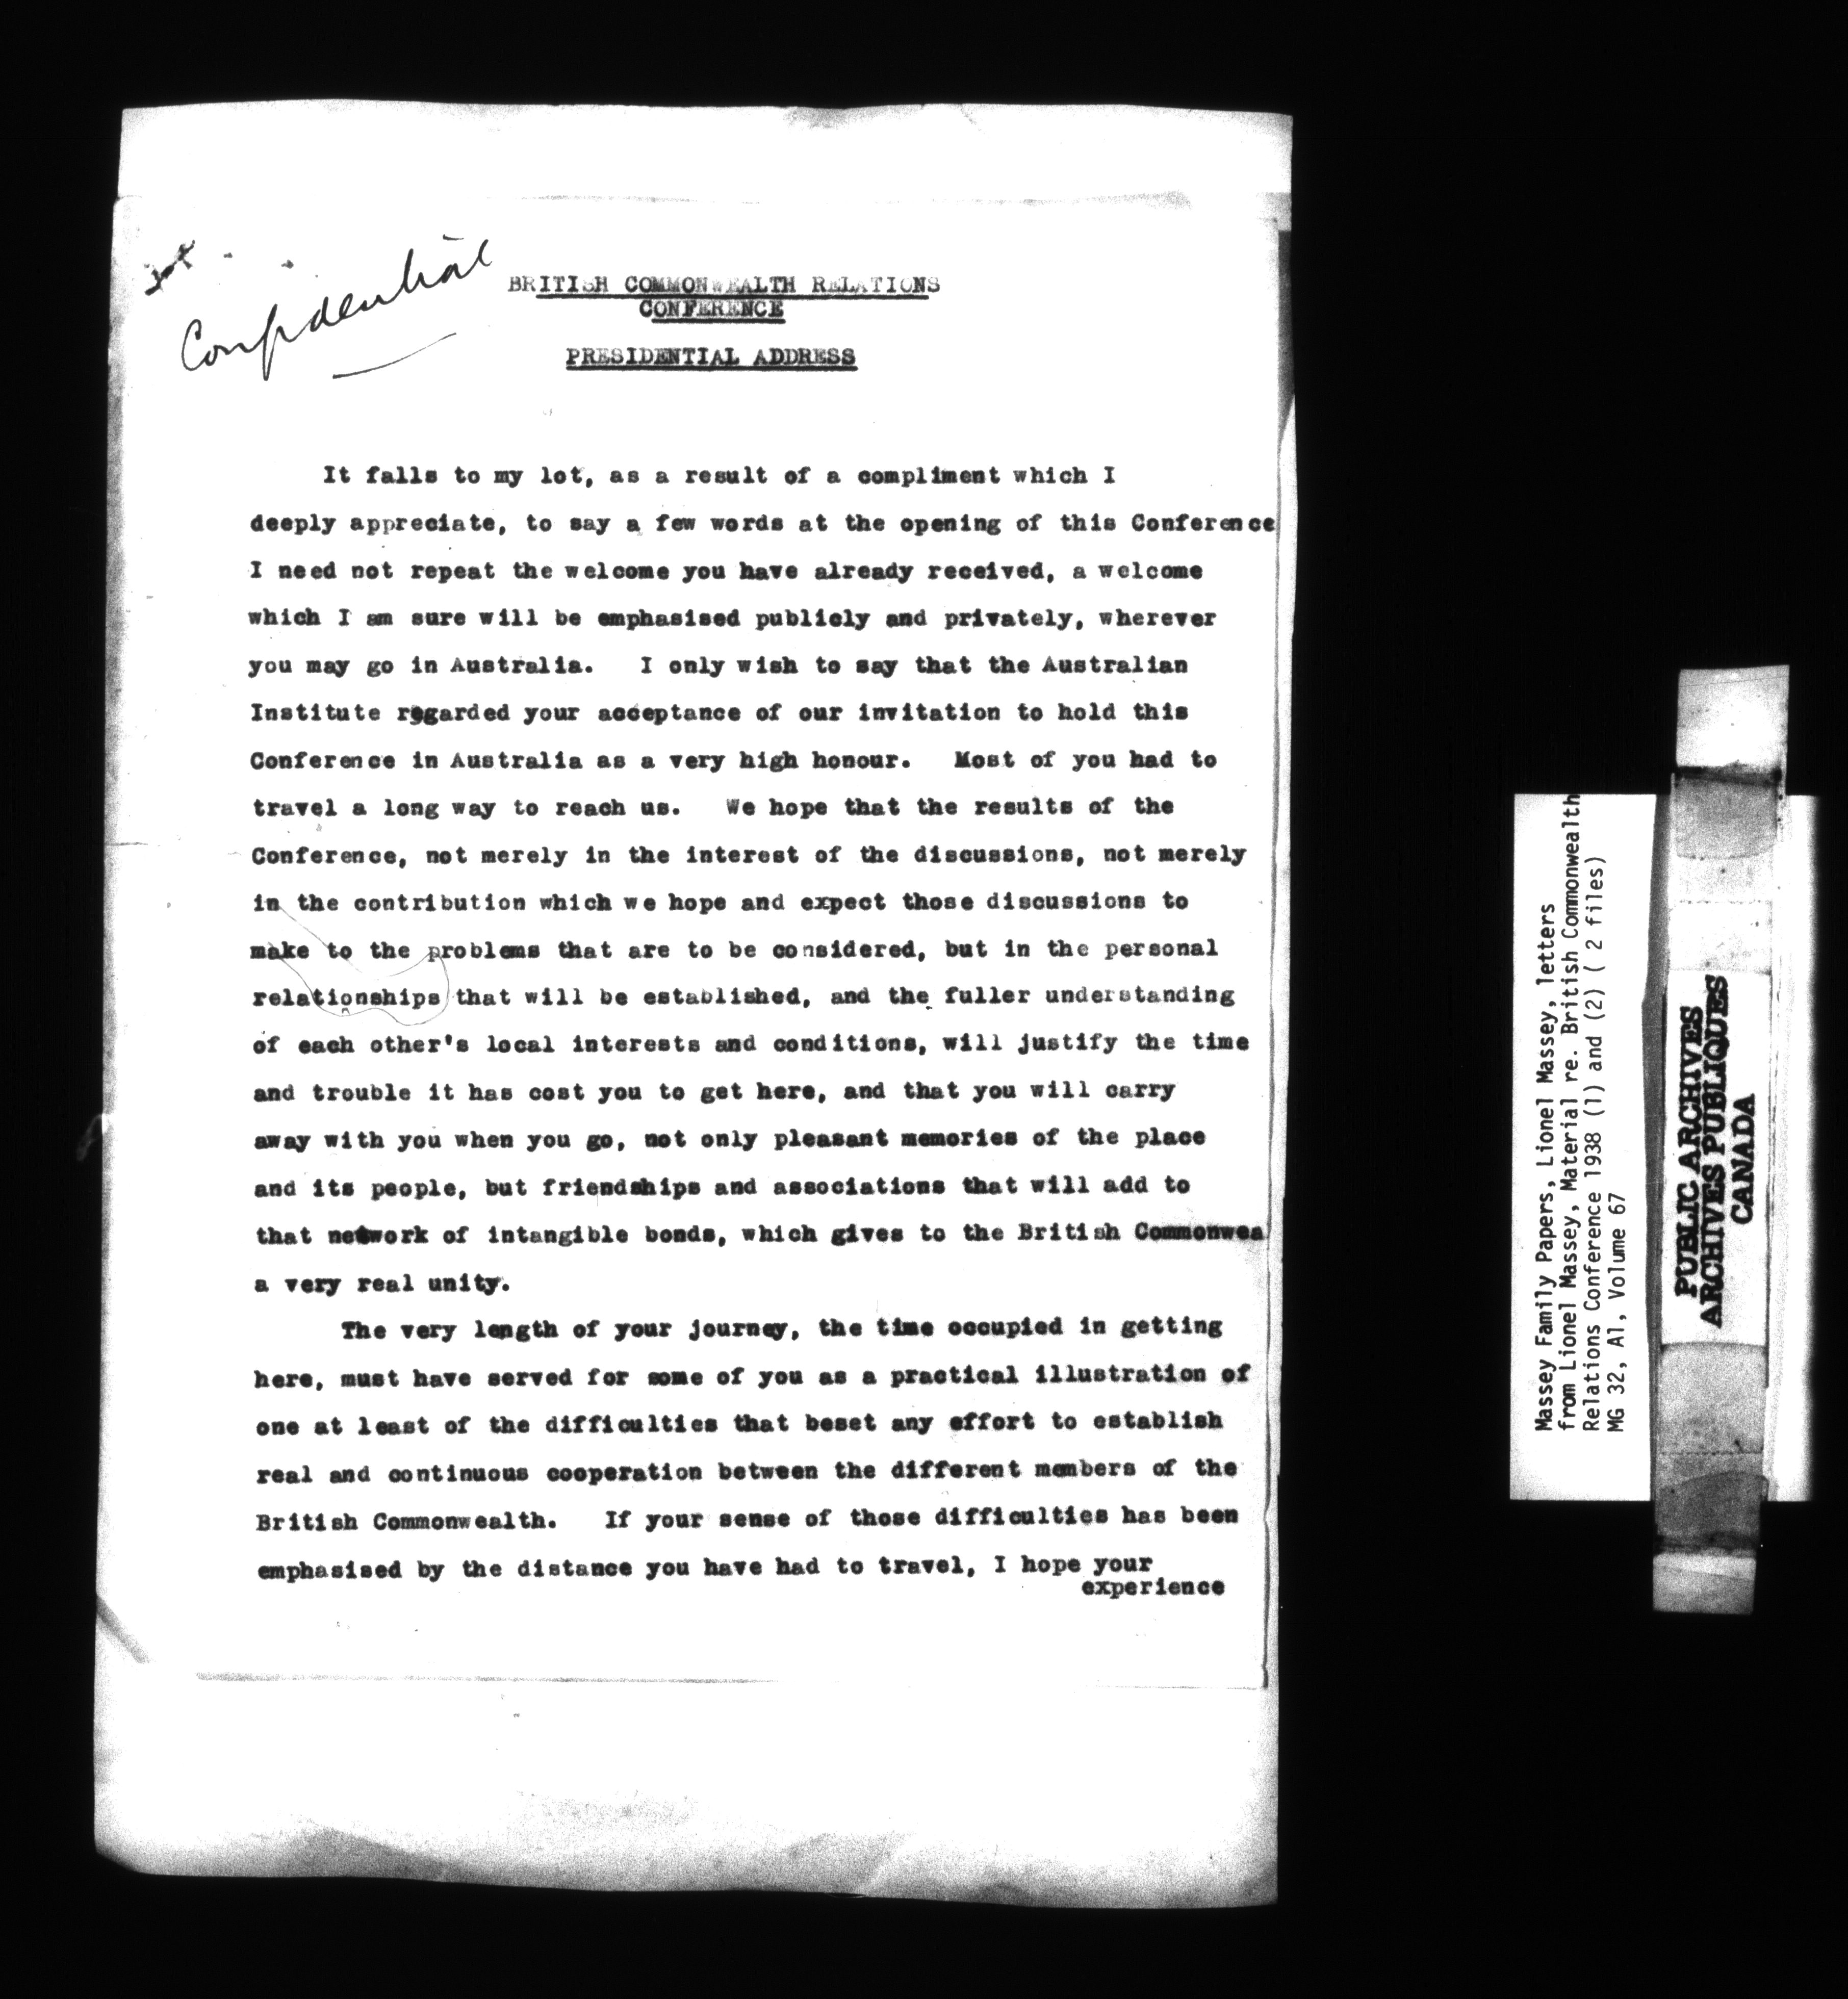 Confidential
BRITISH COMMONWEALTH RELATIONS
CONFERENCE
PRESIDENTIAL ADDRESS
It falls to my lot, as a result of a compliment which I
deeply appreciate, to say a few words at the opening of this Conference
I need not repeat the welcome you have already received, a welcome
which I am sure will be emphasised publicly and privately, wherever
you may go in Australia. I only wish to say that the Australian
Institute regarded your acceptance of our invitation to hold this
Conference in Australia as a very high honour. Most of you had to
travel a long way to reach us. We hope that the results of the
Conference, not merely in the interest of the discussions, not merely
in the contribution which we hope and expect those discussions to
make to the problems that are to be considered, but in the personal
relationships that will be established, and the fuller understanding
of each other's local interests and conditions, will justify the time
and trouble it has cost you to get here, and that you will carry
away with you when you go, not only pleasant memories of the place
and its people, but friendships and associations that will add to
that network of intangible bonds, which gives to the British Commonwea
a very real unity.
The very length of your journey, the time occupied in getting
here, must have served for some of you as a practical illustration of
one at least of the difficulties that beset any effort to establish
real and continuous cooperation between the different members of the
British Commonwealth. If your sense of those difficulties has been
emphasised by the distance you have had to travel, I hope your
experience
Massey Family Papers, Lionel Massey, letters
from Lionel Massey, Material re. British Commonwealth
Relations Conference 1938 (1) and (2) ( 2 files)
MG 32, A1, Volume 67
PUBLIC ARCHIVES
ARCHIVES PUBLIQUES
CANADA